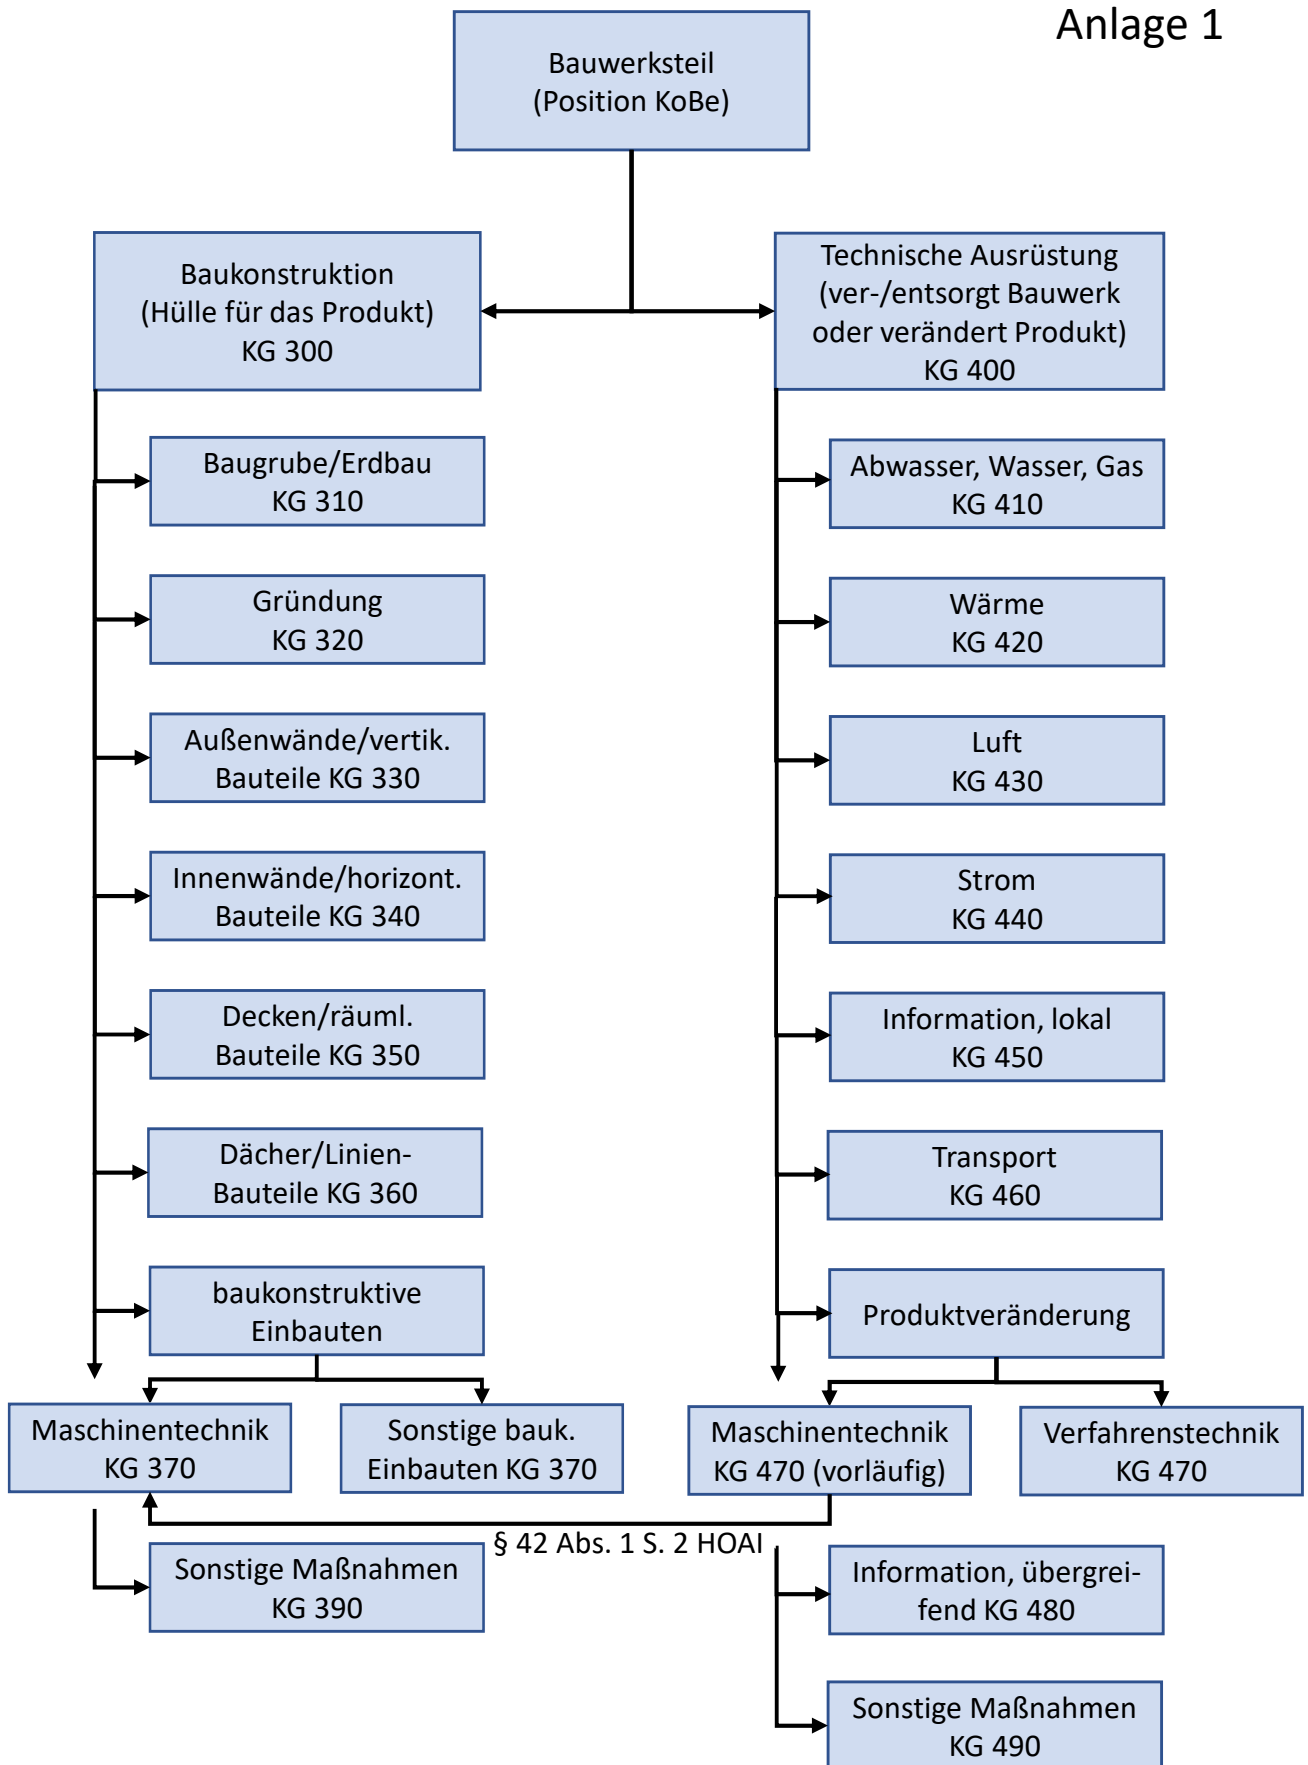 Anlage 1
Bauwerksteil
(Position KoBe)
Baukonstruktion
(Hülle für das Produkt)
KG 300
Technische Ausrüstung
(ver-/entsorgt Bauwerk
oder verändert Produkt)
KG 400
Baugrube/Erdbau
KG 310
Gründung
KG 320
Außenwände/vertik.
Bauteile KG 330
Innenwände/horizont.
Bauteile KG 340
Decken/räuml.
Bauteile KG 350
Dächer/Linien-
Bauteile KG 360
baukonstruktive
Einbauten
Maschinentechnik
KG 370
Sonstige bauk.
Einbauten KG 370
Sonstige Maßnahmen
KG 390
Abwasser, Wasser, Gas
KG 410
Wärme
KG 420
Luft
KG 430
Strom
KG 440
Information, lokal
KG 450
Transport
KG 460
Produktveränderung
Maschinentechnik
KG 470 (vorläufig)
Verfahrenstechnik
KG 470
§ 42 Abs. 1 S. 2 HOAI
Information, übergrei-
fend KG 480
Sonstige Maßnahmen
KG 490